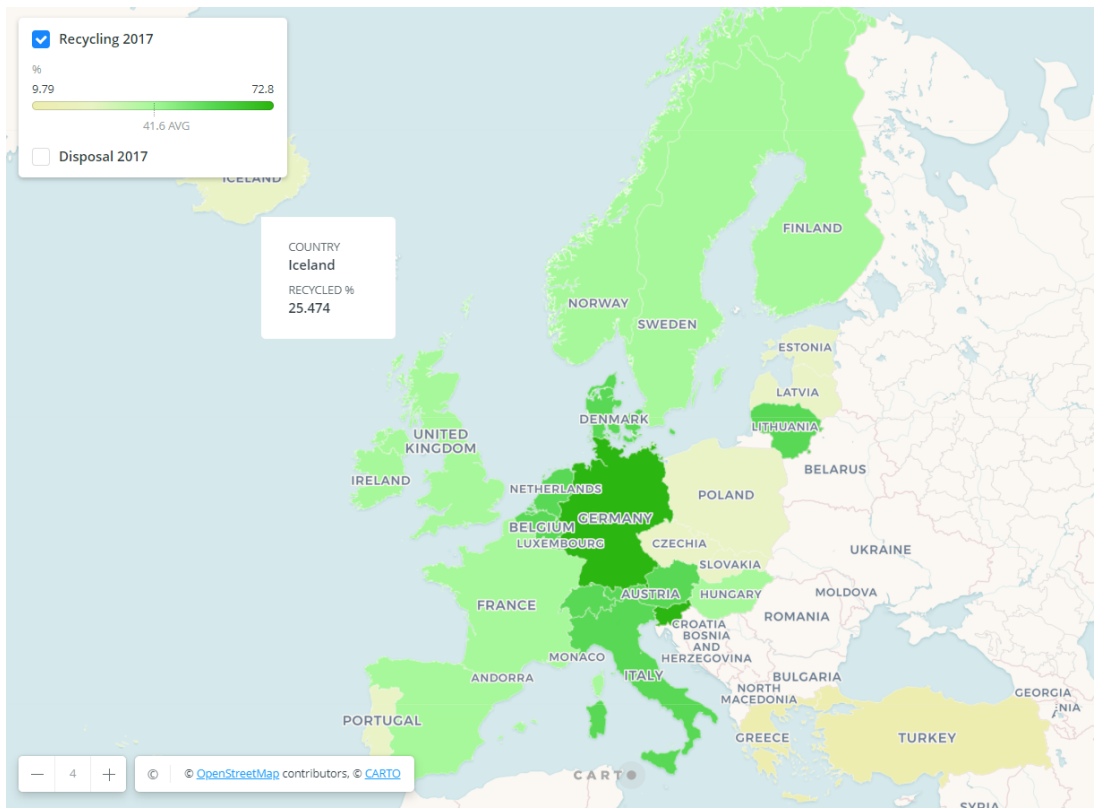 Recycling 2017
%
9.79 72.8
41.6 AVG
Disposal 2017
ICELAND
COUNTRY
Iceland
RECYCLED %
25.474
FINLAND
NORWAY
SWEDEN
ESTONIA
LATVIA
DENMARK
LITHUANIA
UNITED
KINGDOM
BELARUS
IRELAND
NETHERLANDS
POLAND
GERMANY
BELGIUM
LUXEMBOURG
CZECHIA
UKRAINE
SLOVAKIA
AUSTRIA
HUNGARY
MOLDOVA
FRANCE
ROMANIA
CROATIA
BOSNIA
AND
HERZEGOVINA
MONACO
ANDORRA
ITALY
BULGARIA
NORTH
MACEDONIA
GEORGIA
NIA
PORTUGAL
GREECE
TURKEY
CARTO
SYRIA
4
© © OpenStreetMap contributors, © CARTO